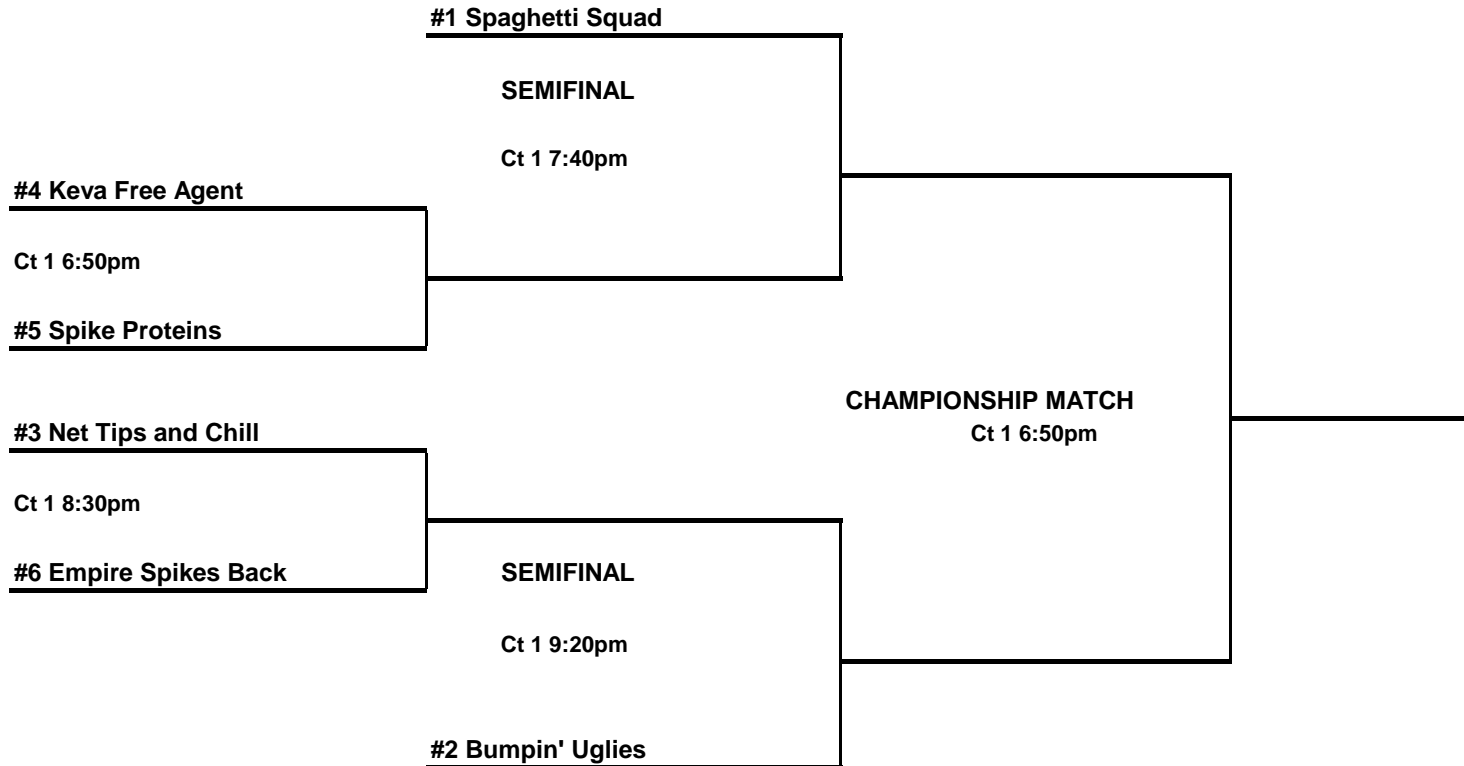 #1 Spaghetti Squad
SEMIFINAL
Ct 1 7:40pm
#4 Keva Free Agent
Ct 1 6:50pm
#5 Spike Proteins
CHAMPIONSHIP MATCH
Ct 1 6:50pm
#3 Net Tips and Chill
Ct 1 8:30pm
#6 Empire Spikes Back
SEMIFINAL
Ct 1 9:20pm
#2 Bumpin' Uglies